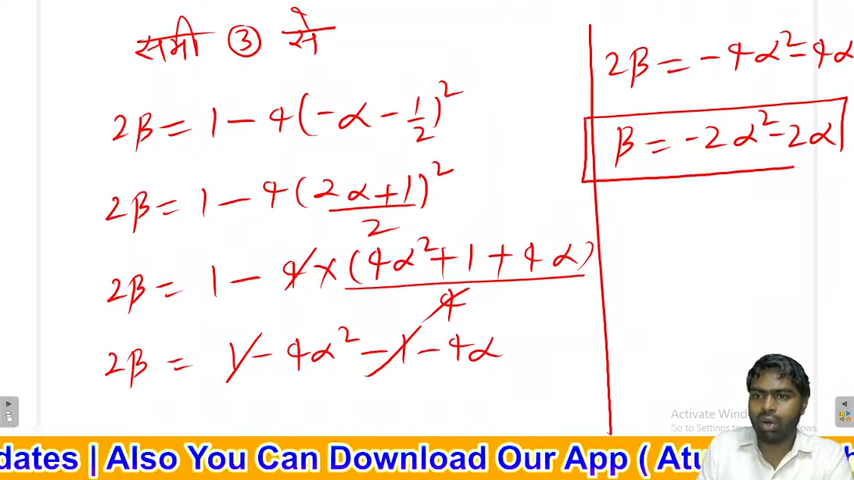 समी ③ से
2β = 1 - 4(-α - 1/2)²
2β = 1 - 4(2α+1/2)²
2β = 1 - 4×(4α²+1+4α)/4
2β = 1 - 4α² - 1 - 4α
2β = -4α²-4α
β = -2α²-2α
Activate Wind
Go to Settings to
dates | Also You Can Download Our App ( Atu